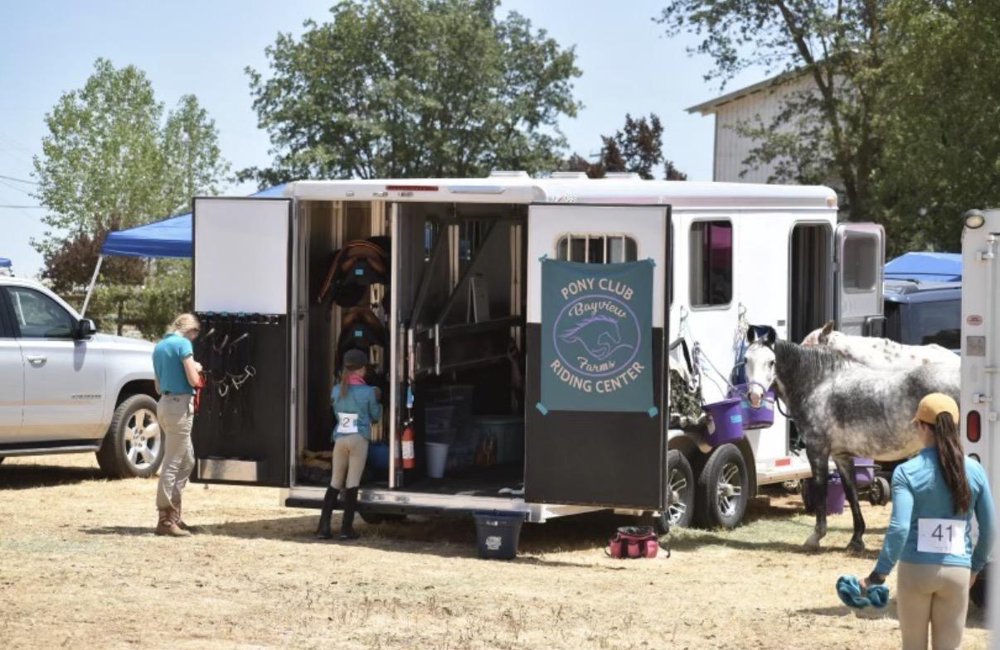 PONY CLUB
Bayview
Farms
RIDING CENTER
2
41